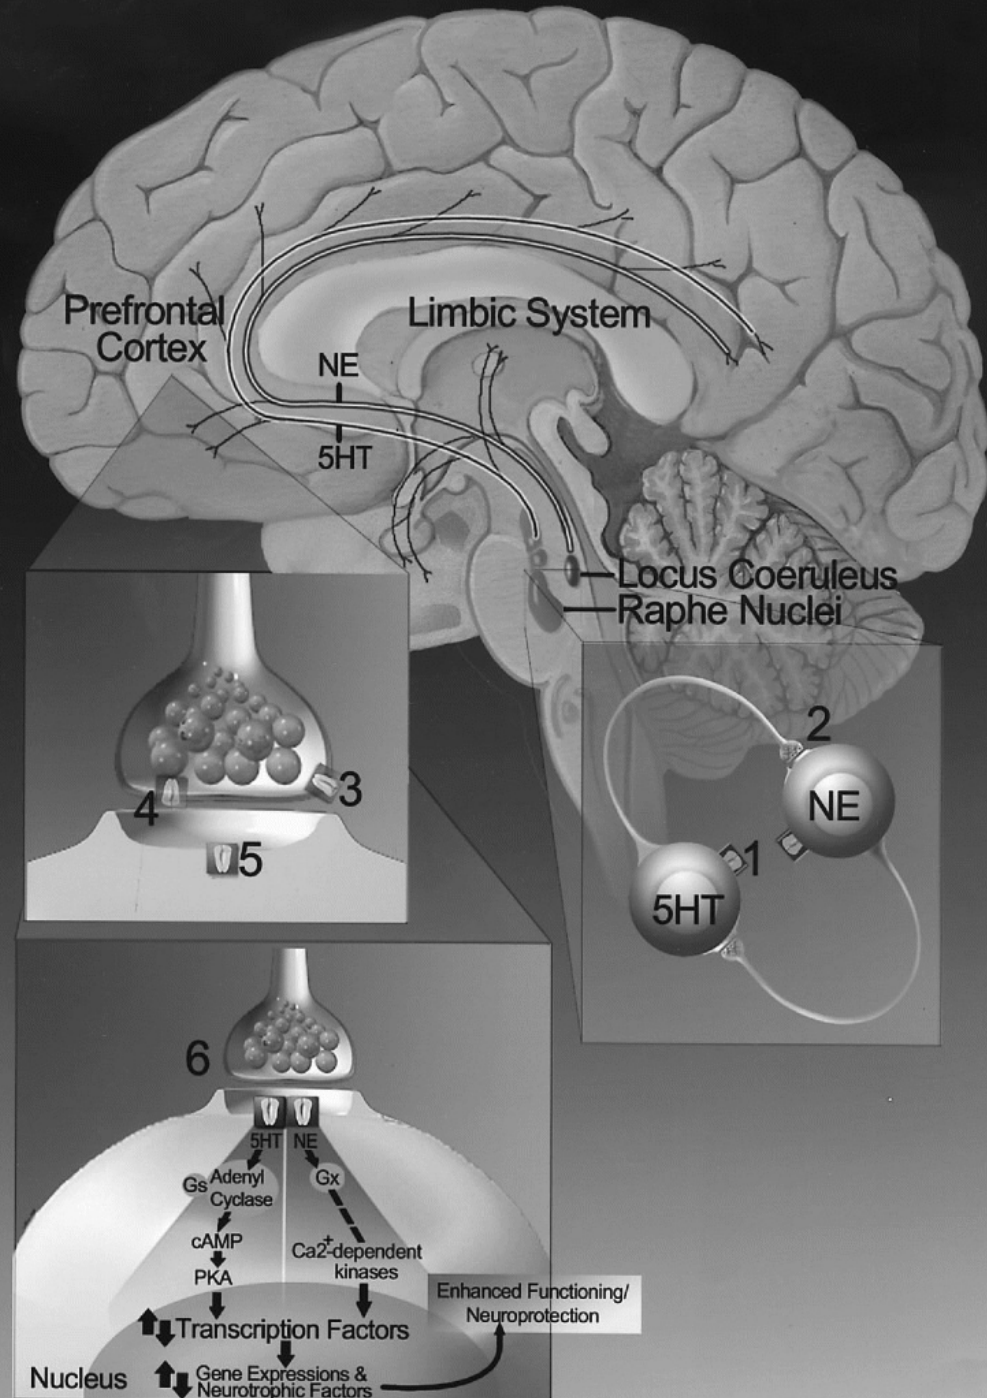 Prefrontal
Cortex
Limbic System
NE
5HT
Locus Coeruleus
Raphe Nuclei
4
3
5
2
NE
1
5HT
6
5HT NE
Gs Adenyl
Cyclase
Gx
cAMP
PKA
Ca2+-dependent
kinases
Transcription Factors
Enhanced Functioning/
Neuroprotection
Nucleus
Gene Expressions &
Neurotrophic Factors